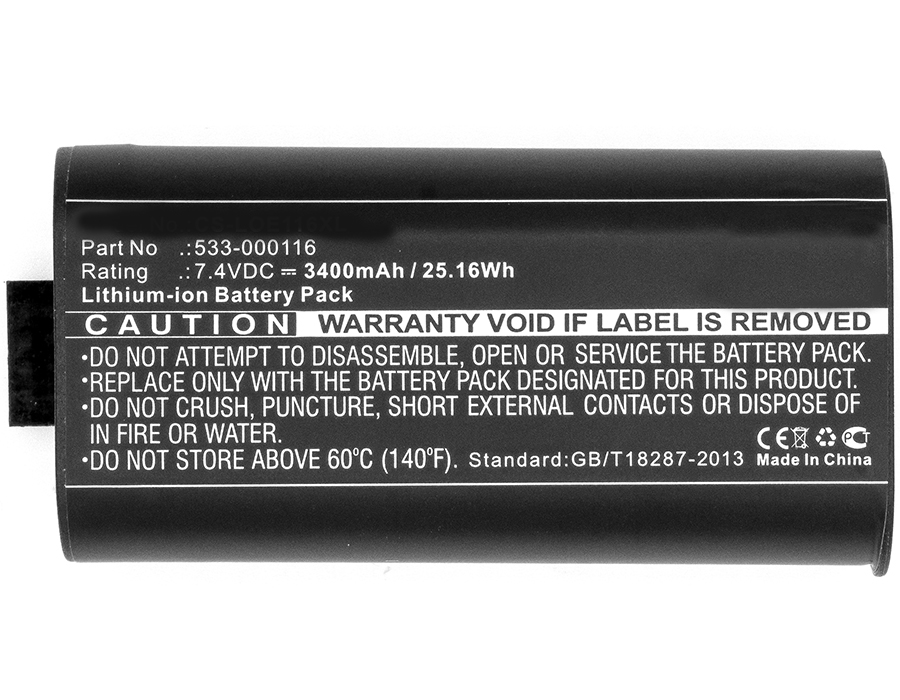 Part No .:533-000116
Rating .:7.4VDC ⎓ 3400mAh / 25.16Wh
Lithium-ion Battery Pack
CAUTION WARRANTY VOID IF LABEL IS REMOVED
•DO NOT ATTEMPT TO DISASSEMBLE, OPEN OR SERVICE THE BATTERY PACK.
•REPLACE ONLY WITH THE BATTERY PACK DESIGNATED FOR THIS PRODUCT.
•DO NOT CRUSH, PUNCTURE, SHORT EXTERNAL CONTACTS OR DISPOSE OF
IN FIRE OR WATER.
•DO NOT STORE ABOVE 60°C (140°F). Standard:GB/T18287-2013
CE PCT
Made In China